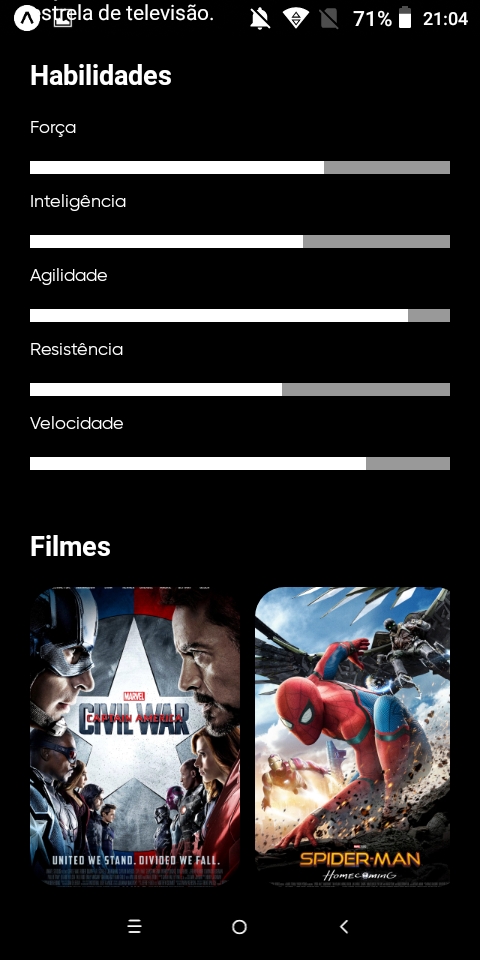 estrela de televisão.
71% 21:04
Habilidades
Força
Inteligência
Agilidade
Resistência
Velocidade
Filmes
MARVEL
CAPTAIN AMERICA
CIVIL WAR
UNITED WE STAND. DIVIDED WE FALL.
SPIDER-MAN
HOMECOMING